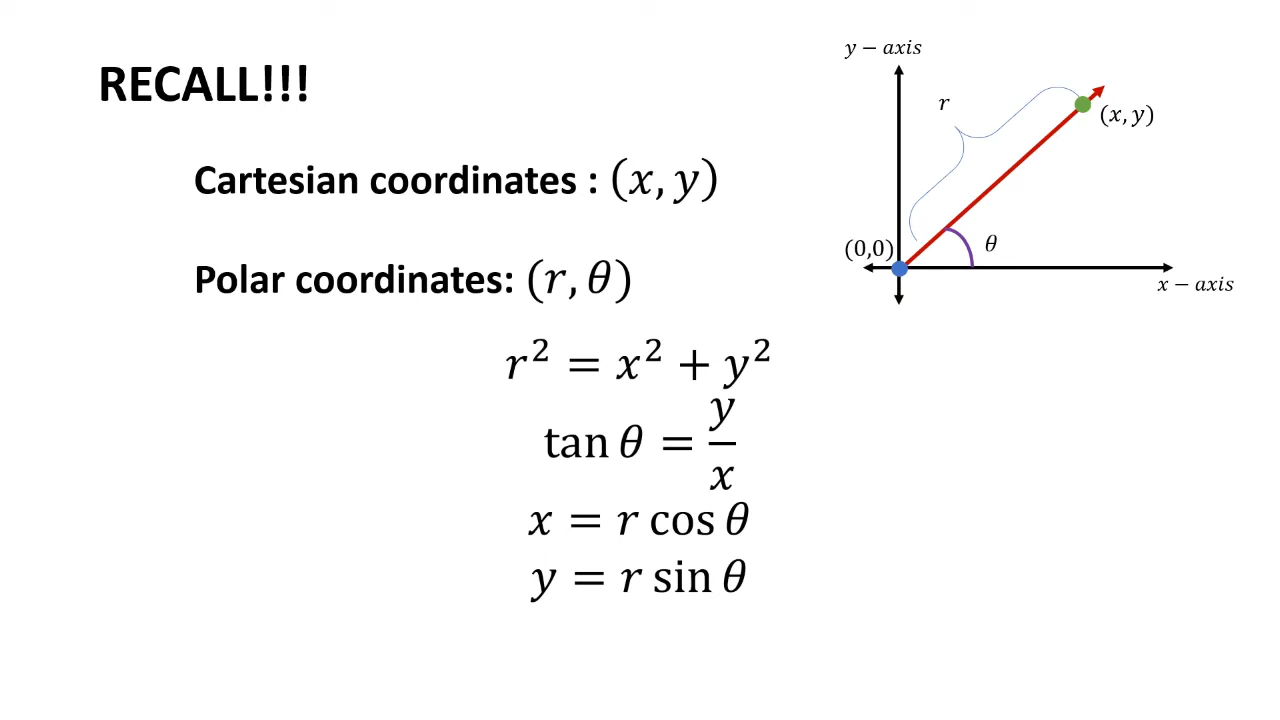 RECALL!!!
Cartesian coordinates : (x, y)
Polar coordinates: (r, θ)
r² = x² + y²
tan θ = y/x
x = r cos θ
y = r sin θ
y − axis
r
(x, y)
(0,0)
θ
x − axis